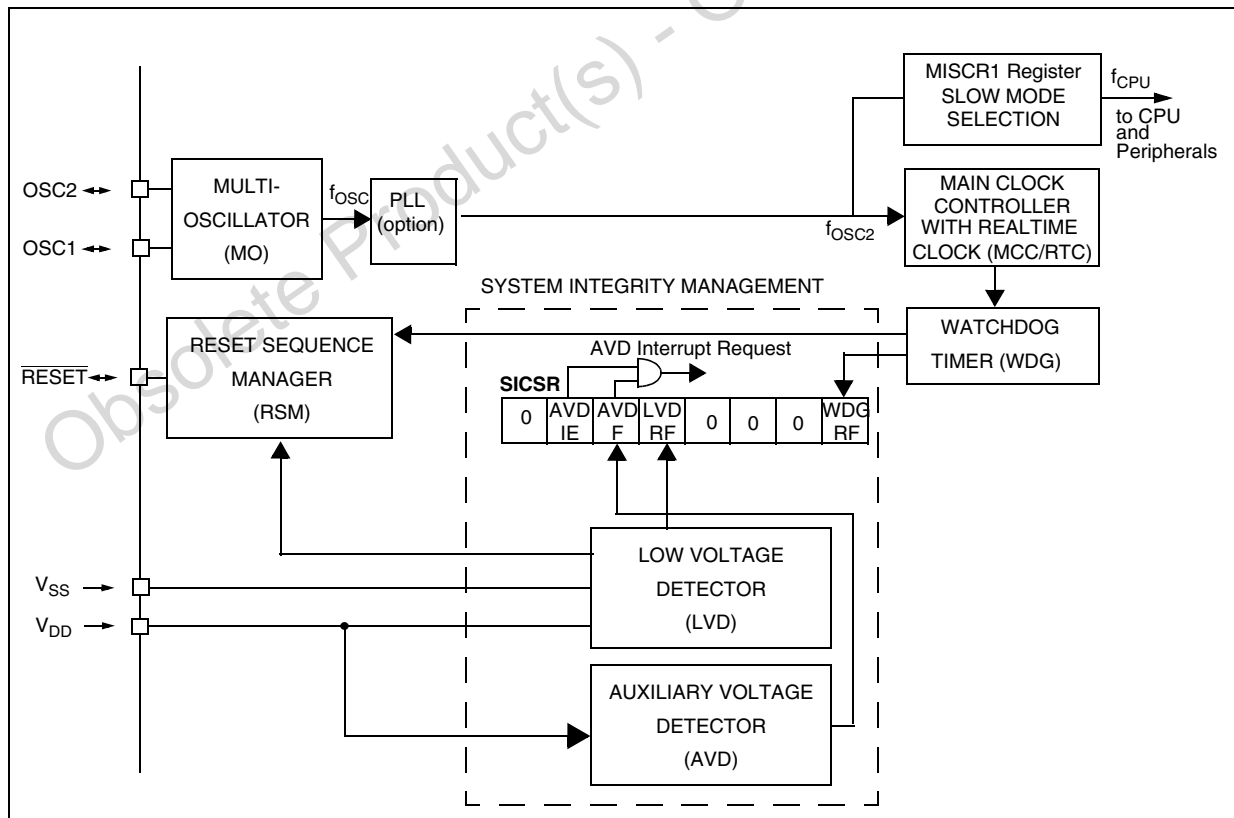 Obsolete Product(s) - O
MISCR1 Register
SLOW MODE
SELECTION
fCPU
to CPU
and
Peripherals
OSC2
OSC1
MULTI-
OSCILLATOR
(MO)
fOSC
PLL
(option)
fOSC2
MAIN CLOCK
CONTROLLER
WITH REALTIME
CLOCK (MCC/RTC)
SYSTEM INTEGRITY MANAGEMENT
RESET
RESET SEQUENCE
MANAGER
(RSM)
WATCHDOG
TIMER (WDG)
AVD Interrupt Request
SICSR
0 AVD IE AVD F LVD RF 0 0 0 WDG RF
VSS
VDD
LOW VOLTAGE
DETECTOR
(LVD)
AUXILIARY VOLTAGE
DETECTOR
(AVD)